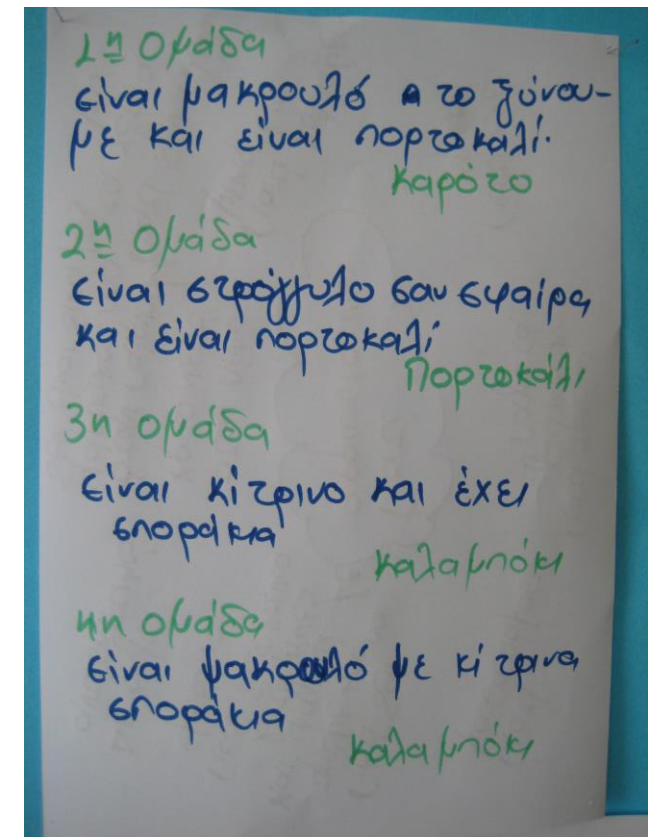 1η Ομάδα
είναι μακρουλό το ξύνου-
με και είναι πορτοκαλί.
Καρότο
2η Ομάδα
είναι στρόγγυλο σαν σφαίρα
και είναι πορτοκαλί
Πορτοκάλι
3η ομάδα
είναι κίτρινο και έχει
σποράκια
καλαμπόκι
4η ομάδα
είναι μακρουλό με κίτρινα
σποράκια
καλαμπόκι